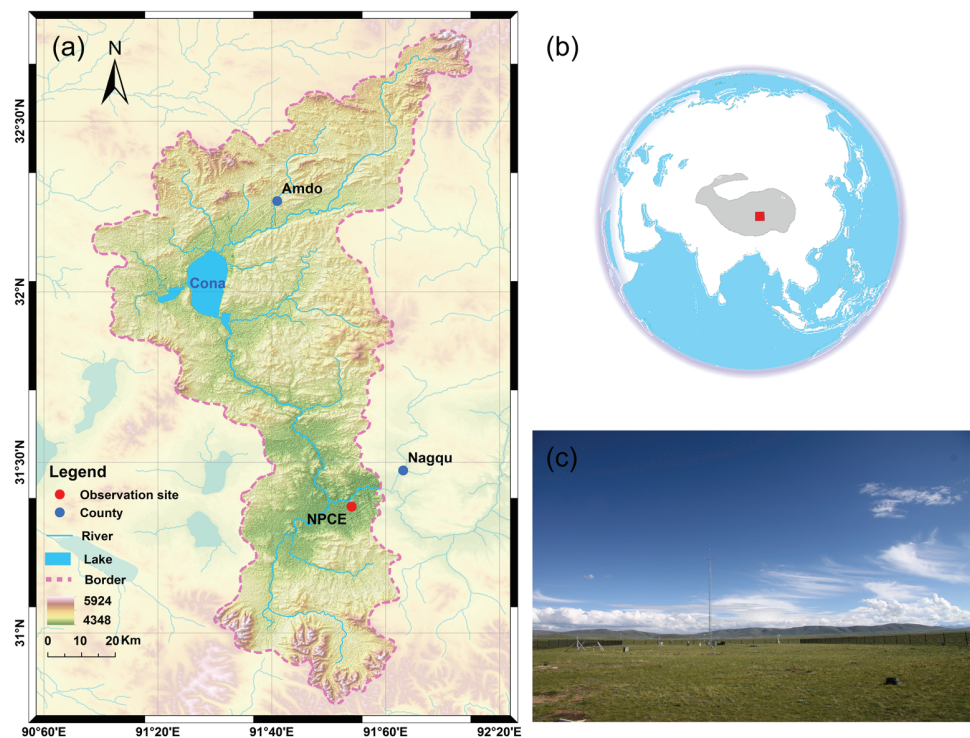 (a)
N
32°30'N
32°N
31°30'N
31°N
Amdo
Cona
Nagqu
NPCE
Legend
Observation site
County
River
Lake
Border
5924
4348
0 10 20 Km
90°60'E
91°20'E
91°40'E
91°60'E
92°20'E
(b)
(c)